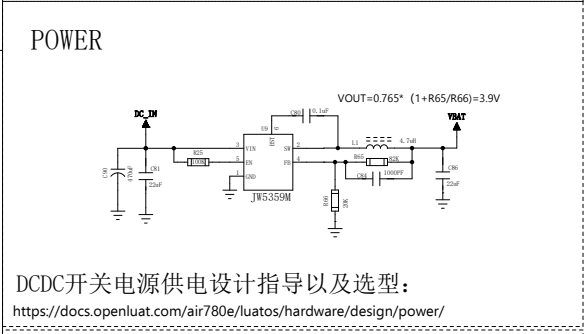 POWER
VOUT=0.765*（1+R65/R66)=3.9V
DC_IN
VBAT
C80
0.1uF
U9
BST
6
R25
100K
3
VIN
SW
2
L1
4.7uH
5
EN
FB
4
R65
82K
1
GND
JW5359M
C84
1000PF
C90
470uF
C81
22uF
R66
20K
C86
22uF
DCDC开关电源供电设计指导以及选型：
https://docs.openluat.com/air780e/luatos/hardware/design/power/